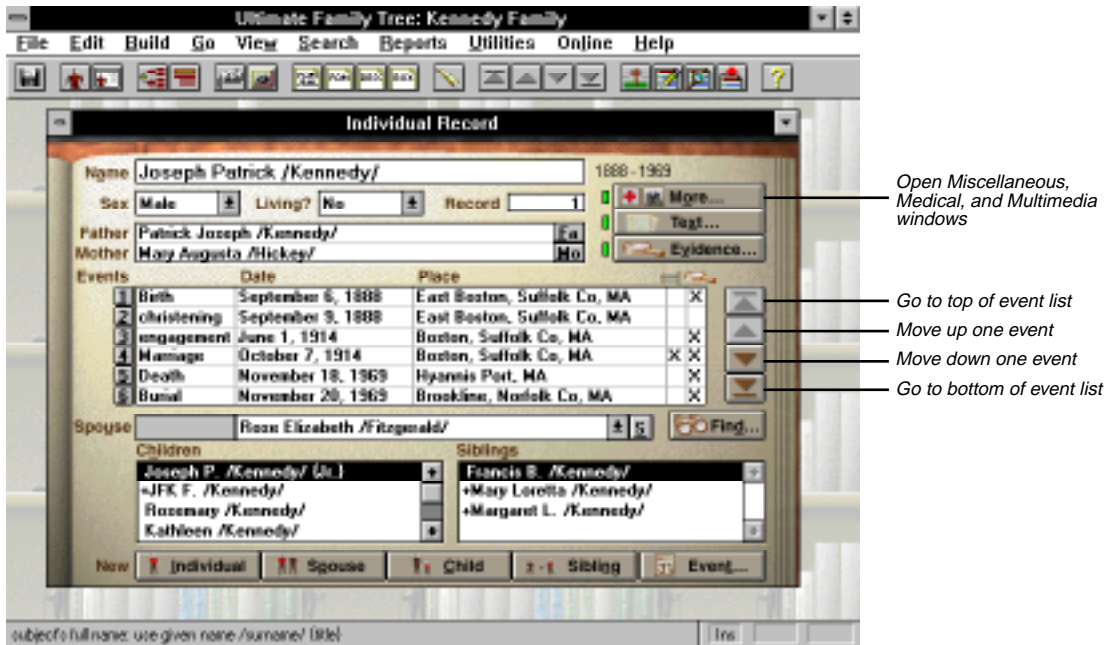 Ultimate Family Tree: Kennedy Family
File Edit Build Go View Search Reports Utilities Online Help
Individual Record
Name Joseph Patrick /Kennedy/ 1888 - 1969
Sex Male Living? No Record 1 More...
Father Patrick Joseph /Kennedy/ Fa Text...
Mother Mary Augusta /Hickey/ Mo Evidence...
Events Date Place
1 Birth September 6, 1888 East Boston, Suffolk Co, MA X
2 christening September 9, 1888 East Boston, Suffolk Co, MA
3 engagement June 1, 1914 Boston, Suffolk Co, MA X
4 Marriage October 7, 1914 Boston, Suffolk Co, MA X X
5 Death November 18, 1969 Hyannis Port, MA X
6 Burial November 20, 1969 Brookline, Norfolk Co, MA X
Spouse Rose Elizabeth /Fitzgerald/ S Find...
Children Siblings
Joseph P. /Kennedy/ (Jr.) Francis B. /Kennedy/
+JFK F. /Kennedy/ +Mary Loretta /Kennedy/
Rosemary /Kennedy/ +Margaret L. /Kennedy/
Kathleen /Kennedy/
New Individual Spouse Child Sibling Event...
subject's full name: use given name /surname/ (title) Ins
Open Miscellaneous,
Medical, and Multimedia
windows
Go to top of event list
Move up one event
Move down one event
Go to bottom of event list